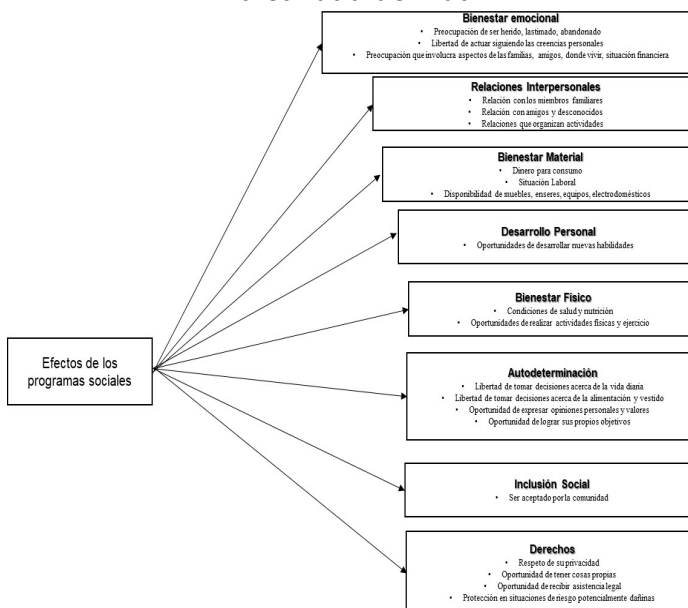 Bienestar emocional
• Preocupación de ser herido, lastimado, abandonado
• Libertad de actuar siguiendo las creencias personales
• Preocupación que involucra aspectos de las familias, amigos, donde vivir, situación financiera
Relaciones Interpersonales
• Relación con los miembros familiares
• Relación con amigos y desconocidos
• Relaciones que organizan actividades
Bienestar Material
• Dinero para consumo
• Situación Laboral
• Disponibilidad de muebles, enseres, equipos, electrodomésticos
Desarrollo Personal
• Oportunidades de desarrollar nuevas habilidades
Bienestar Físico
• Condiciones de salud y nutrición
• Oportunidades de realizar actividades físicas y ejercicio
Efectos de los
programas sociales
Autodeterminación
• Libertad de tomar decisiones acerca de la vida diaria
• Libertad de tomar decisiones acerca de la alimentación y vestido
• Oportunidad de expresar opiniones personales y valores
• Oportunidad de lograr sus propios objetivos
Inclusión Social
• Ser aceptado por la comunidad
Derechos
• Respeto de su privacidad
• Oportunidad de tener cosas propias
• Oportunidad de recibir asistencia legal
• Protección en situaciones de riesgo potencialmente dañinas